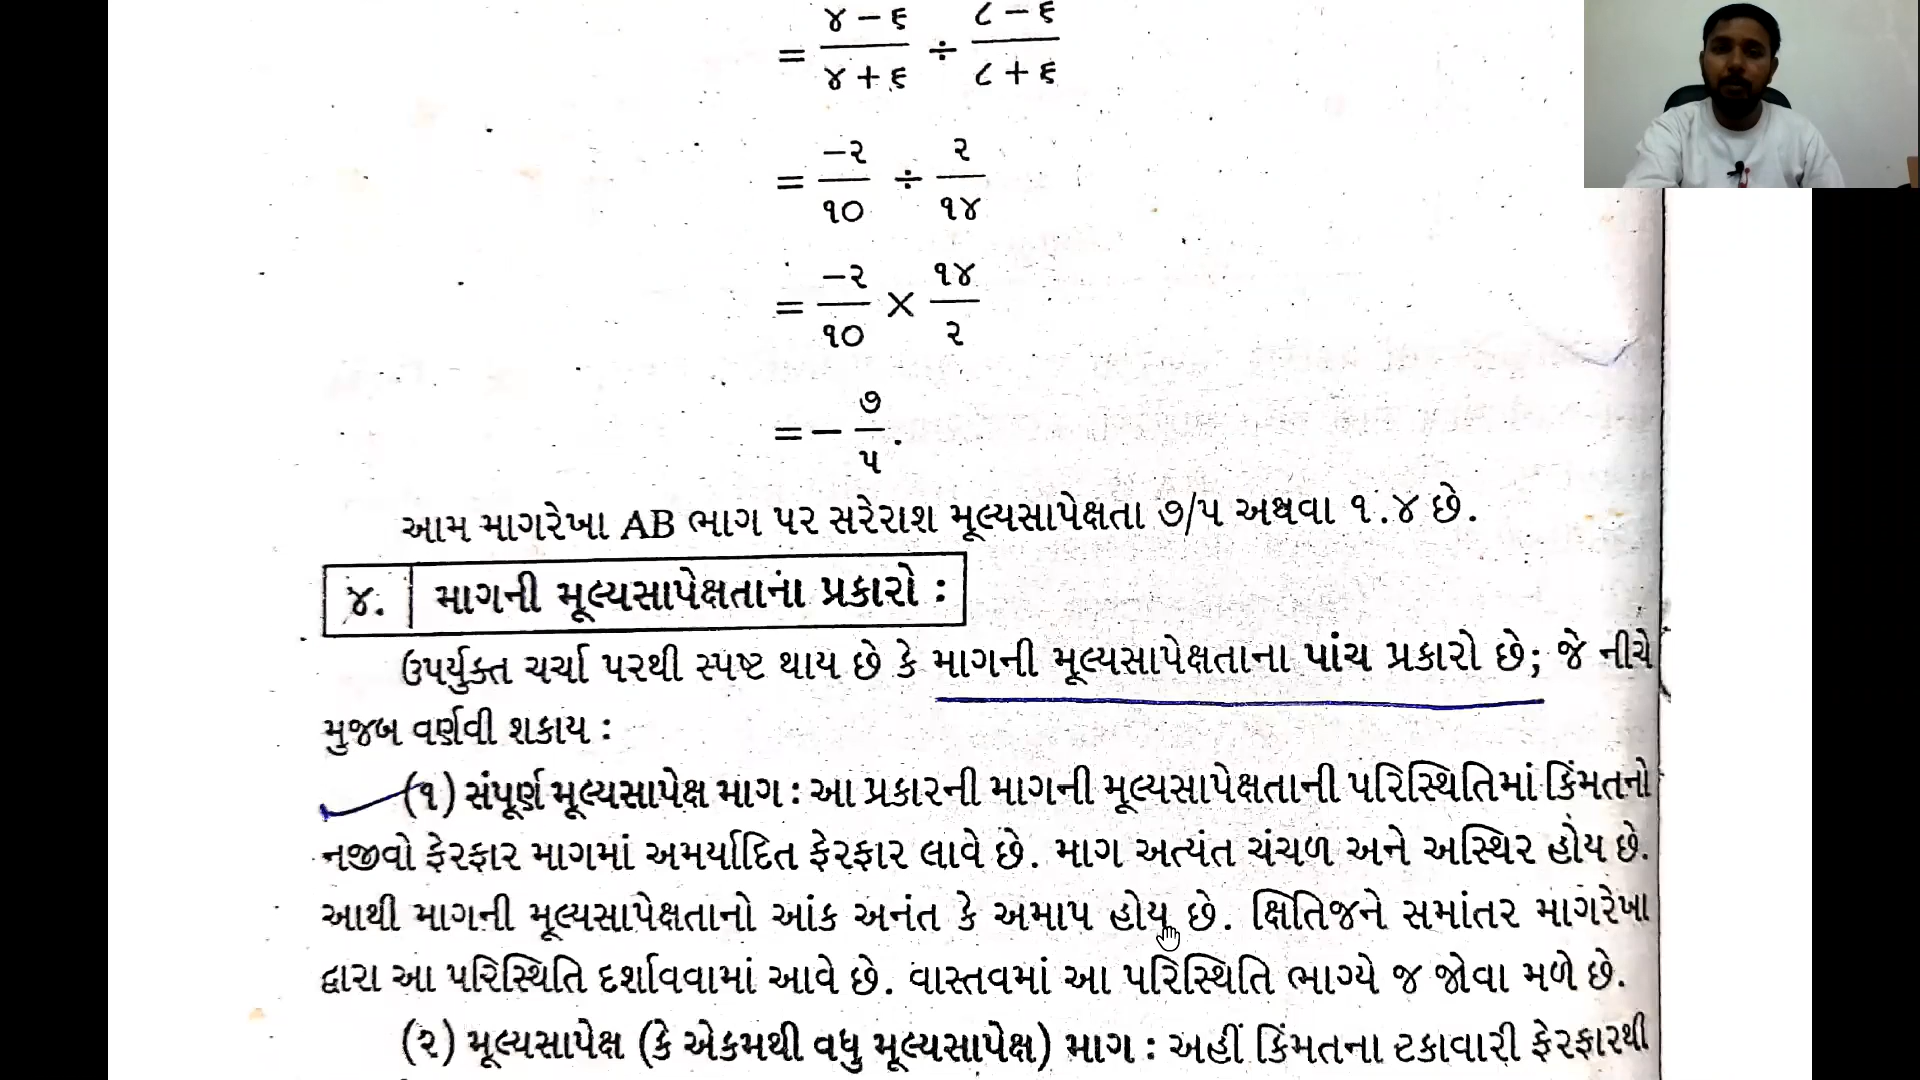 = ૪ − ૬ / ૪ + ૬ ÷ ૮ − ૬ / ૮ + ૬
= −૨ / ૧૦ ÷ ૨ / ૧૪
= −૨ / ૧૦ × ૧૪ / ૨
= − ૭ / ૫ .
આમ માગરેખા AB ભાગ પર સરેરાશ મૂલ્યસાપેક્ષતા ૭/૫ અથવા ૧.૪ છે.
૪. માગની મૂલ્યસાપેક્ષતાના પ્રકારો :
ઉપર્યુક્ત ચર્ચા પરથી સ્પષ્ટ થાય છે કે માગની મૂલ્યસાપેક્ષતાના પાંચ પ્રકારો છે; જે નીચે
મુજબ વર્ણવી શકાય :
(૧) સંપૂર્ણ મૂલ્યસાપેક્ષ માગ : આ પ્રકારની માગની મૂલ્યસાપેક્ષતાની પરિસ્થિતિમાં કિંમતનો
નજીવો ફેરફાર માગમાં અમર્યાદિત ફેરફાર લાવે છે. માગ અત્યંત ચંચળ અને અસ્થિર હોય છે.
આથી માગની મૂલ્યસાપેક્ષતાનો આંક અનંત કે અમાપ હોય છે. ક્ષિતિજને સમાંતર માગરેખા
દ્વારા આ પરિસ્થિતિ દર્શાવવામાં આવે છે. વાસ્તવમાં આ પરિસ્થિતિ ભાગ્યે જ જોવા મળે છે.
(૨) મૂલ્યસાપેક્ષ (કે એકમથી વધુ મૂલ્યસાપેક્ષ) માગ : અહીં કિંમતના ટકાવારી ફેરફારથી